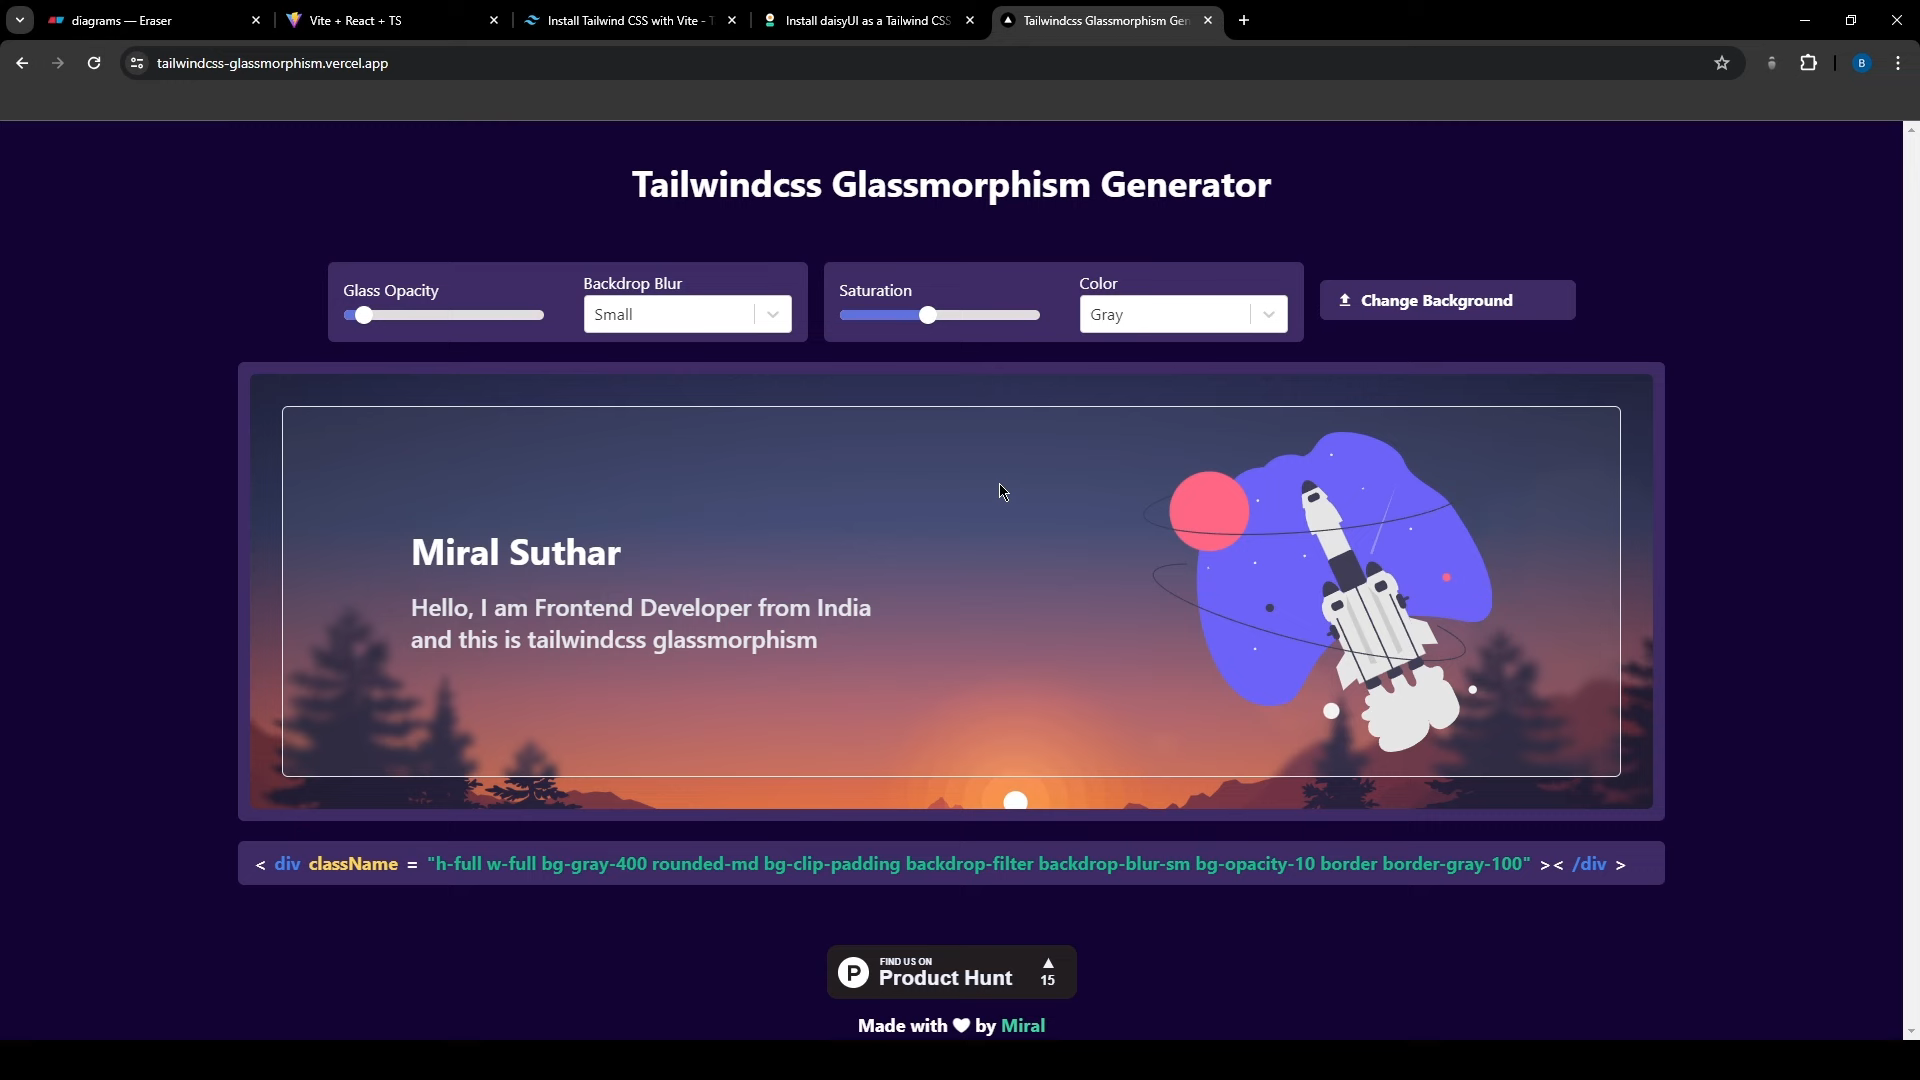 diagrams — Eraser
Vite + React + TS
Install Tailwind CSS with Vite - T
Install daisyUI as a Tailwind CSS
Tailwindcss Glassmorphism Gen
tailwindcss-glassmorphism.vercel.app
B
Tailwindcss Glassmorphism Generator
Glass Opacity
Backdrop Blur
Small
Saturation
Color
Gray
Change Background
Miral Suthar
Hello, I am Frontend Developer from India
and this is tailwindcss glassmorphism
< div className = "h-full w-full bg-gray-400 rounded-md bg-clip-padding backdrop-filter backdrop-blur-sm bg-opacity-10 border border-gray-100" >< /div >
P
FIND US ON
Product Hunt
15
Made with 🤍 by Miral